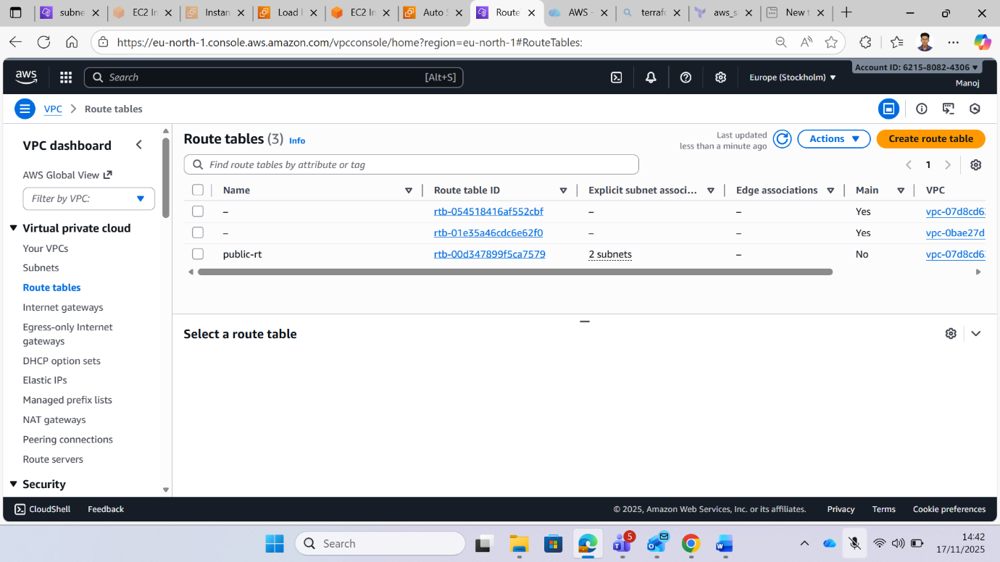 subne
EC2 In
Instan
Load l
EC2 In
Auto S
Route
AWS -
terrafo
aws_s
New t
https://eu-north-1.console.aws.amazon.com/vpcconsole/home?region=eu-north-1#RouteTables:
aws
Search
[Alt+S]
Europe (Stockholm)
Account ID: 6215-8082-4306
Manoj
VPC
Route tables
VPC dashboard
AWS Global View
Filter by VPC:
Virtual private cloud
Your VPCs
Subnets
Route tables
Internet gateways
Egress-only Internet
gateways
DHCP option sets
Elastic IPs
Managed prefix lists
NAT gateways
Peering connections
Route servers
Security
Route tables (3) Info
Last updated
less than a minute ago
Actions
Create route table
Find route tables by attribute or tag
1
Name Route table ID Explicit subnet associ... Edge associations Main VPC
– rtb-054518416af552cbf – – Yes vpc-07d8cd63
– rtb-01e35a46cdc6e62f0 – – Yes vpc-0bae27d
public-rt rtb-00d347899f5ca7579 2 subnets – No vpc-07d8cd63
Select a route table
CloudShell
Feedback
© 2025, Amazon Web Services, Inc. or its affiliates.
Privacy
Terms
Cookie preferences
Search
5
14:42
17/11/2025